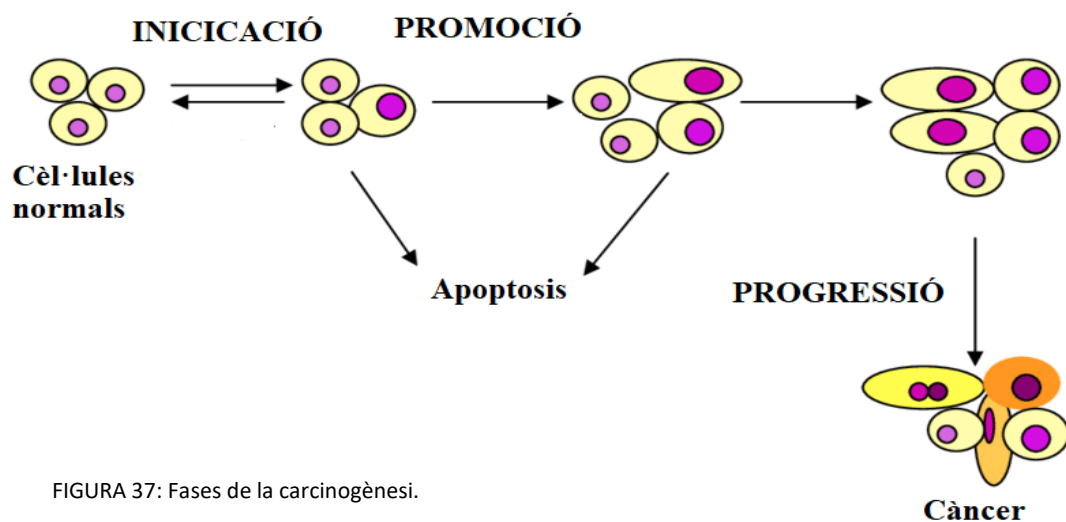 INICICACIÓ
PROMOCIÓ
Cèl·lules
normals
Apoptosis
PROGRESSIÓ
FIGURA 37: Fases de la carcinogènesi.
Càncer